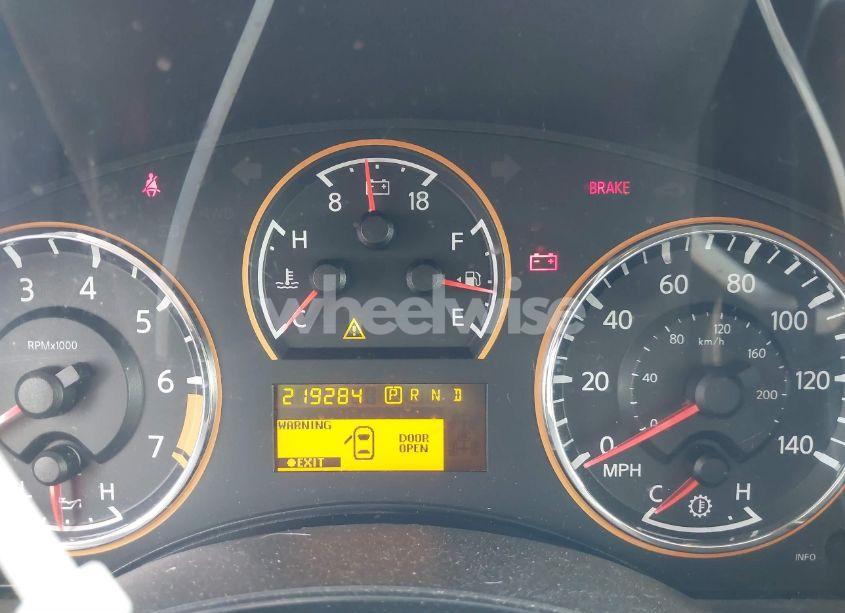 8 18
BRAKE
H F
C E
3 4 5 6 7
RPMx1000
H
219284 P R N D
WARNING
DOOR
OPEN
EXIT
0 20 40 60 80 100 120 140
0 40 80 120 160 200
km/h
MPH
C H
INFO
wheelwise